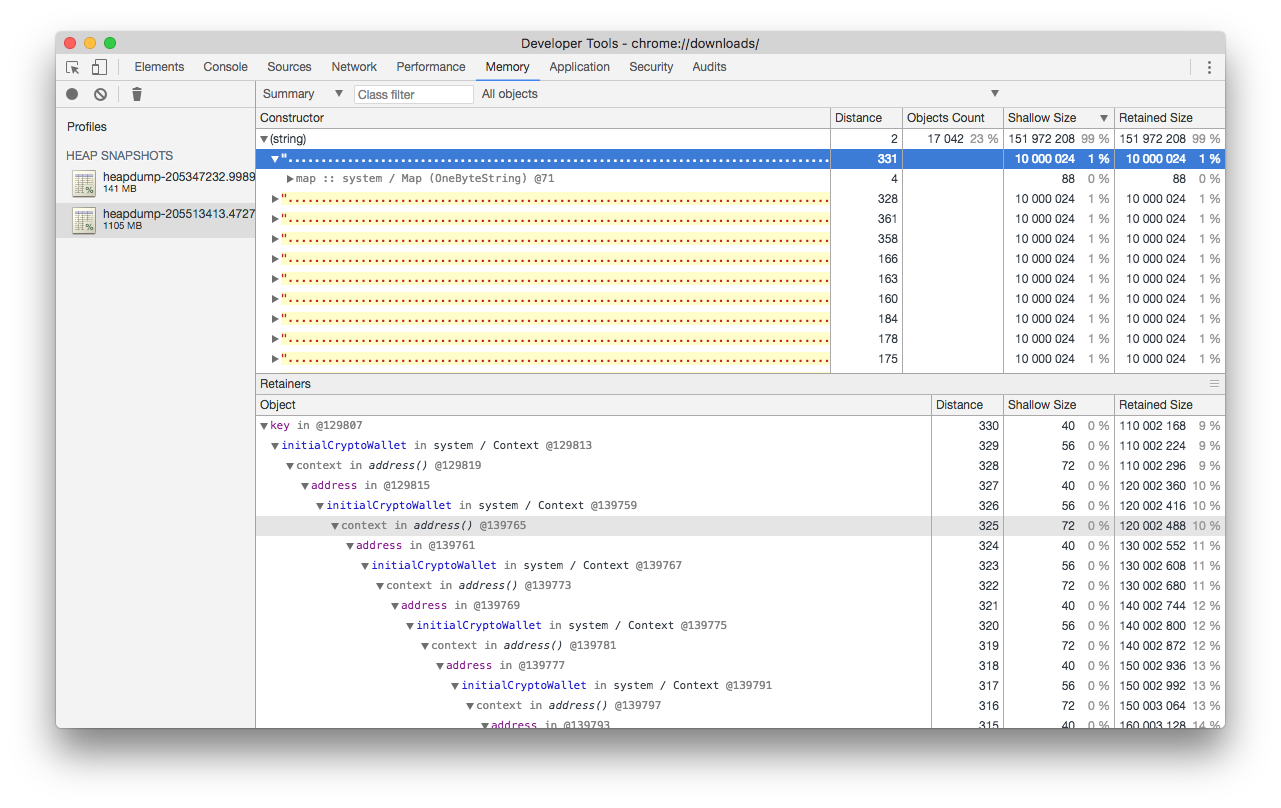 Developer Tools - chrome://downloads/
Elements Console Sources Network Performance Memory Application Security Audits
Summary Class filter All objects
Profiles
HEAP SNAPSHOTS
heapdump-205347232.9989
141 MB
heapdump-205513413.4727
1105 MB
Constructor Distance Objects Count Shallow Size Retained Size
(string) 2 17 042 23 % 151 972 208 99 % 151 972 208 99 %
"................................................................................. 331 10 000 024 1 % 10 000 024 1 %
map :: system / Map (OneByteString) @71 4 88 0 % 88 0 %
"................................................................................. 328 10 000 024 1 % 10 000 024 1 %
"................................................................................. 361 10 000 024 1 % 10 000 024 1 %
"................................................................................. 358 10 000 024 1 % 10 000 024 1 %
"................................................................................. 166 10 000 024 1 % 10 000 024 1 %
"................................................................................. 163 10 000 024 1 % 10 000 024 1 %
"................................................................................. 160 10 000 024 1 % 10 000 024 1 %
"................................................................................. 184 10 000 024 1 % 10 000 024 1 %
"................................................................................. 178 10 000 024 1 % 10 000 024 1 %
"................................................................................. 175 10 000 024 1 % 10 000 024 1 %
Retainers
Object Distance Shallow Size Retained Size
key in @129807 330 40 0 % 110 002 168 9 %
initialCryptoWallet in system / Context @129813 329 56 0 % 110 002 224 9 %
context in address() @129819 328 72 0 % 110 002 296 9 %
address in @129815 327 40 0 % 120 002 360 10 %
initialCryptoWallet in system / Context @139759 326 56 0 % 120 002 416 10 %
context in address() @139765 325 72 0 % 120 002 488 10 %
address in @139761 324 40 0 % 130 002 552 11 %
initialCryptoWallet in system / Context @139767 323 56 0 % 130 002 608 11 %
context in address() @139773 322 72 0 % 130 002 680 11 %
address in @139769 321 40 0 % 140 002 744 12 %
initialCryptoWallet in system / Context @139775 320 56 0 % 140 002 800 12 %
context in address() @139781 319 72 0 % 140 002 872 12 %
address in @139777 318 40 0 % 150 002 936 13 %
initialCryptoWallet in system / Context @139791 317 56 0 % 150 002 992 13 %
context in address() @139797 316 72 0 % 150 003 064 13 %
address in @139793 315 40 0 % 160 003 128 14 %